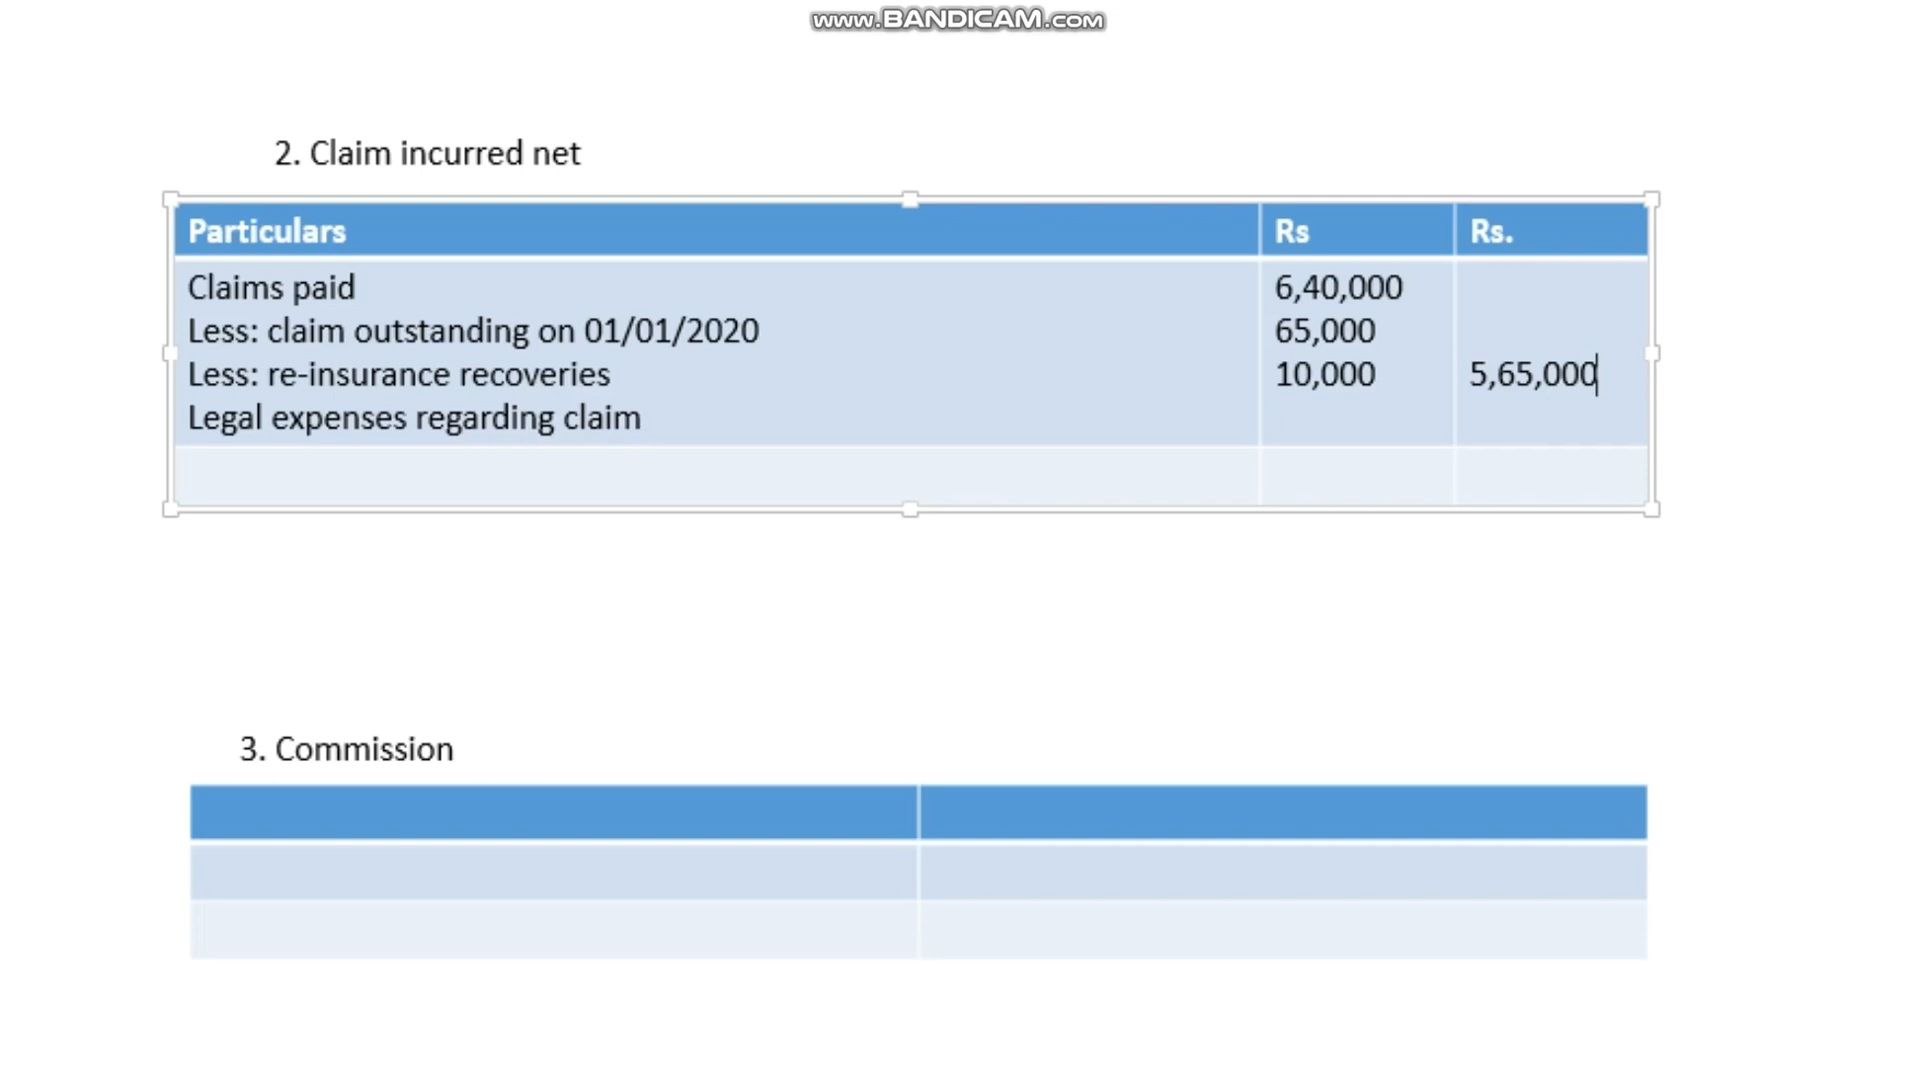 www.BANDICAM.com
2. Claim incurred net
Particulars Rs Rs.
Claims paid 6,40,000
Less: claim outstanding on 01/01/2020 65,000
Less: re-insurance recoveries 10,000 5,65,000
Legal expenses regarding claim
3. Commission